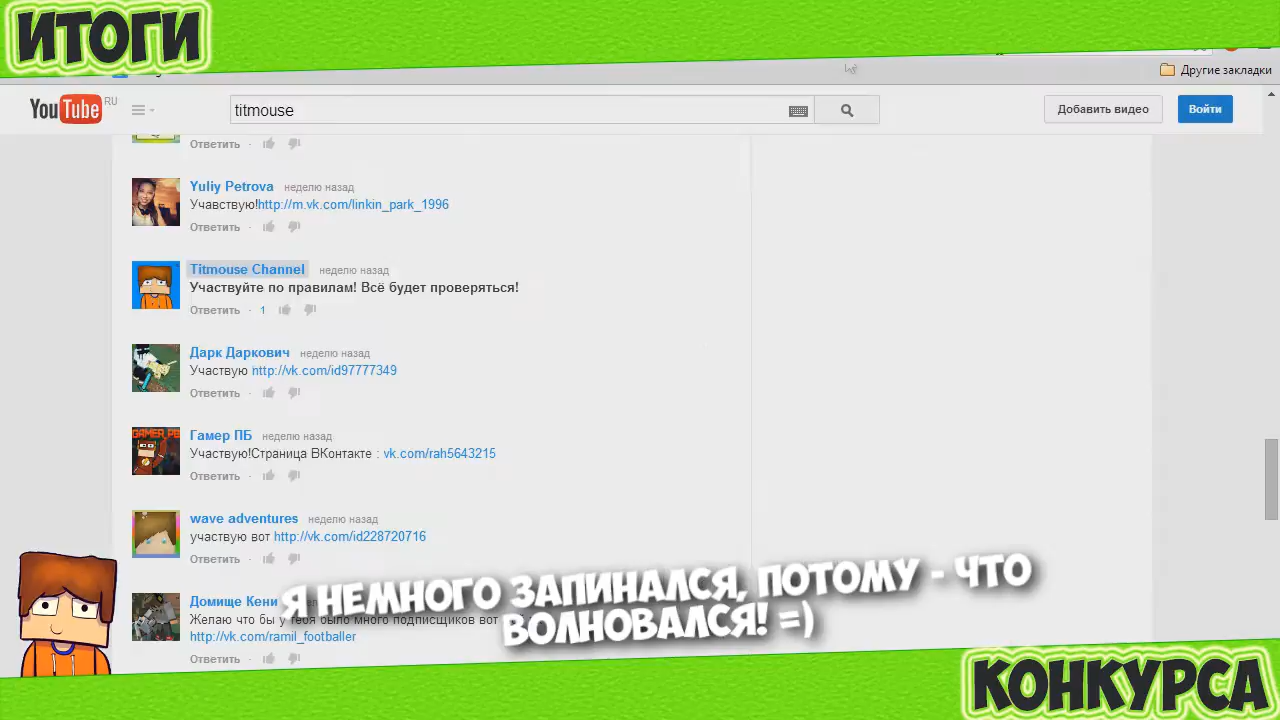 ИТОГИ
Другие закладки
YouTube RU
titmouse
Добавить видео
Войти
Ответить
Yuliy Petrova неделю назад
Учавствую!http://m.vk.com/linkin_park_1996
Ответить
Titmouse Channel неделю назад
Участвуйте по правилам! Всё будет проверяться!
Ответить · 1
Дарк Даркович неделю назад
Участвую http://vk.com/id97777349
Ответить
Гамер ПБ неделю назад
Участвую!Страница ВКонтакте : vk.com/rah5643215
Ответить
wave adventures неделю назад
участвую вот http://vk.com/id228720716
Ответить
Я НЕМНОГО ЗАПИНАЛСЯ, ПОТОМУ - ЧТО
ВОЛНОВАЛСЯ! =)
Домище Кени
Желаю что бы у тебя было много подписщиков вот
http://vk.com/ramil_footballer
Ответить
КОНКУРСА